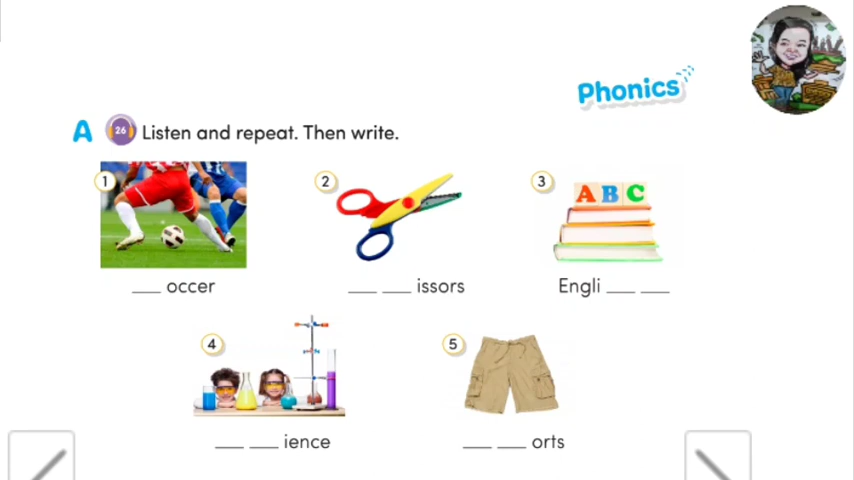 Phonics
A 26 Listen and repeat. Then write.
1 2 3
A B C
___ occer ___ ___ issors Engli ___ ___
4 5
___ ___ ience ___ ___ orts